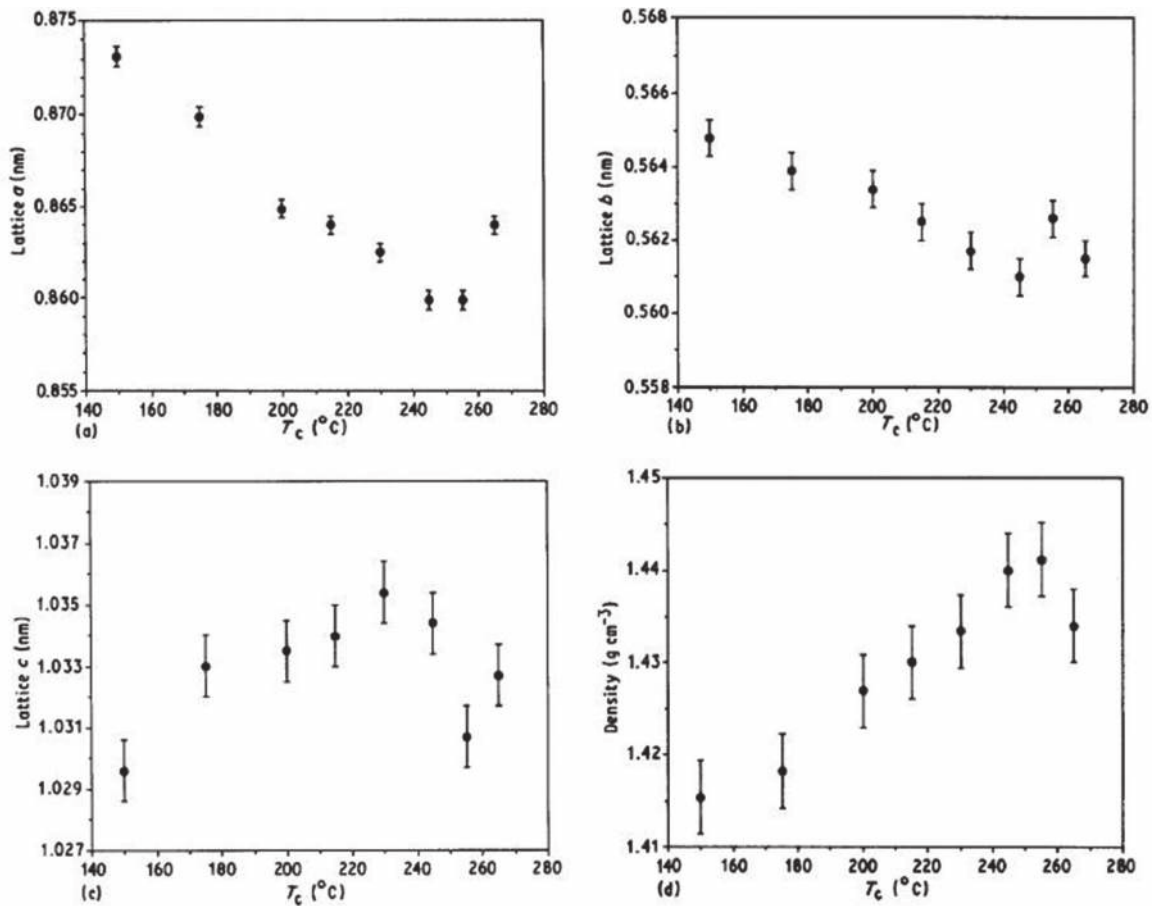 0.875
0.870
0.865
0.860
0.855
Lattice a (nm)
140 160 200 220 240 260 280
(a) Tc (°C)
0.568
0.566
0.564
0.562
0.560
0.558
Lattice b (nm)
140 160 200 220 240 260 280
(b) Tc (°C)
1.039
1.037
1.035
1.033
1.031
1.029
1.027
Lattice c (nm)
140 160 180 200 220 240 260 280
(c) Tc (°C)
1.45
1.44
1.43
1.42
1.41
Density (g cm⁻³)
140 160 180 200 220 240 260 280
(d) Tc (°C)